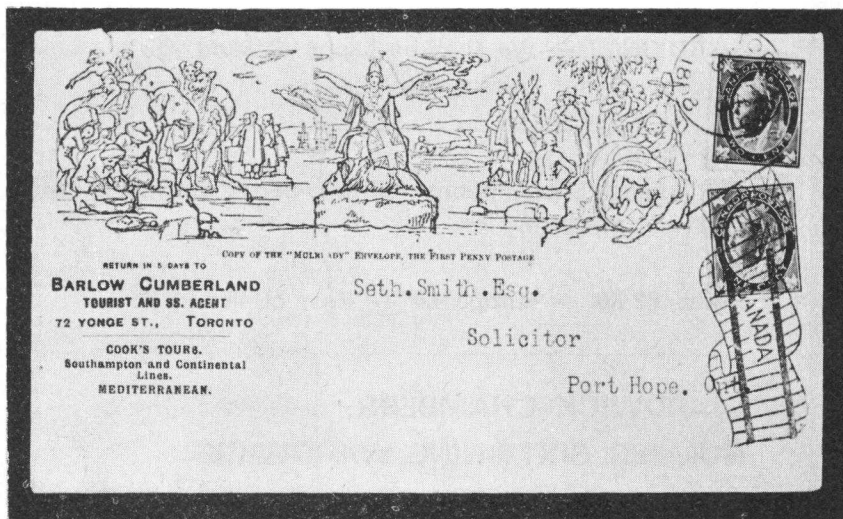 COPY OF THE "MULREADY" ENVELOPE, THE FIRST PENNY POSTAGE
RETURN IN 5 DAYS TO
BARLOW CUMBERLAND
TOURIST AND SS. AGENT
72 YONGE ST., TORONTO
COOK'S TOURS.
Southampton and Continental
Lines.
MEDITERRANEAN.
Seth.Smith.Esq.
Solicitor
Port Hope. Ont.
CANADA